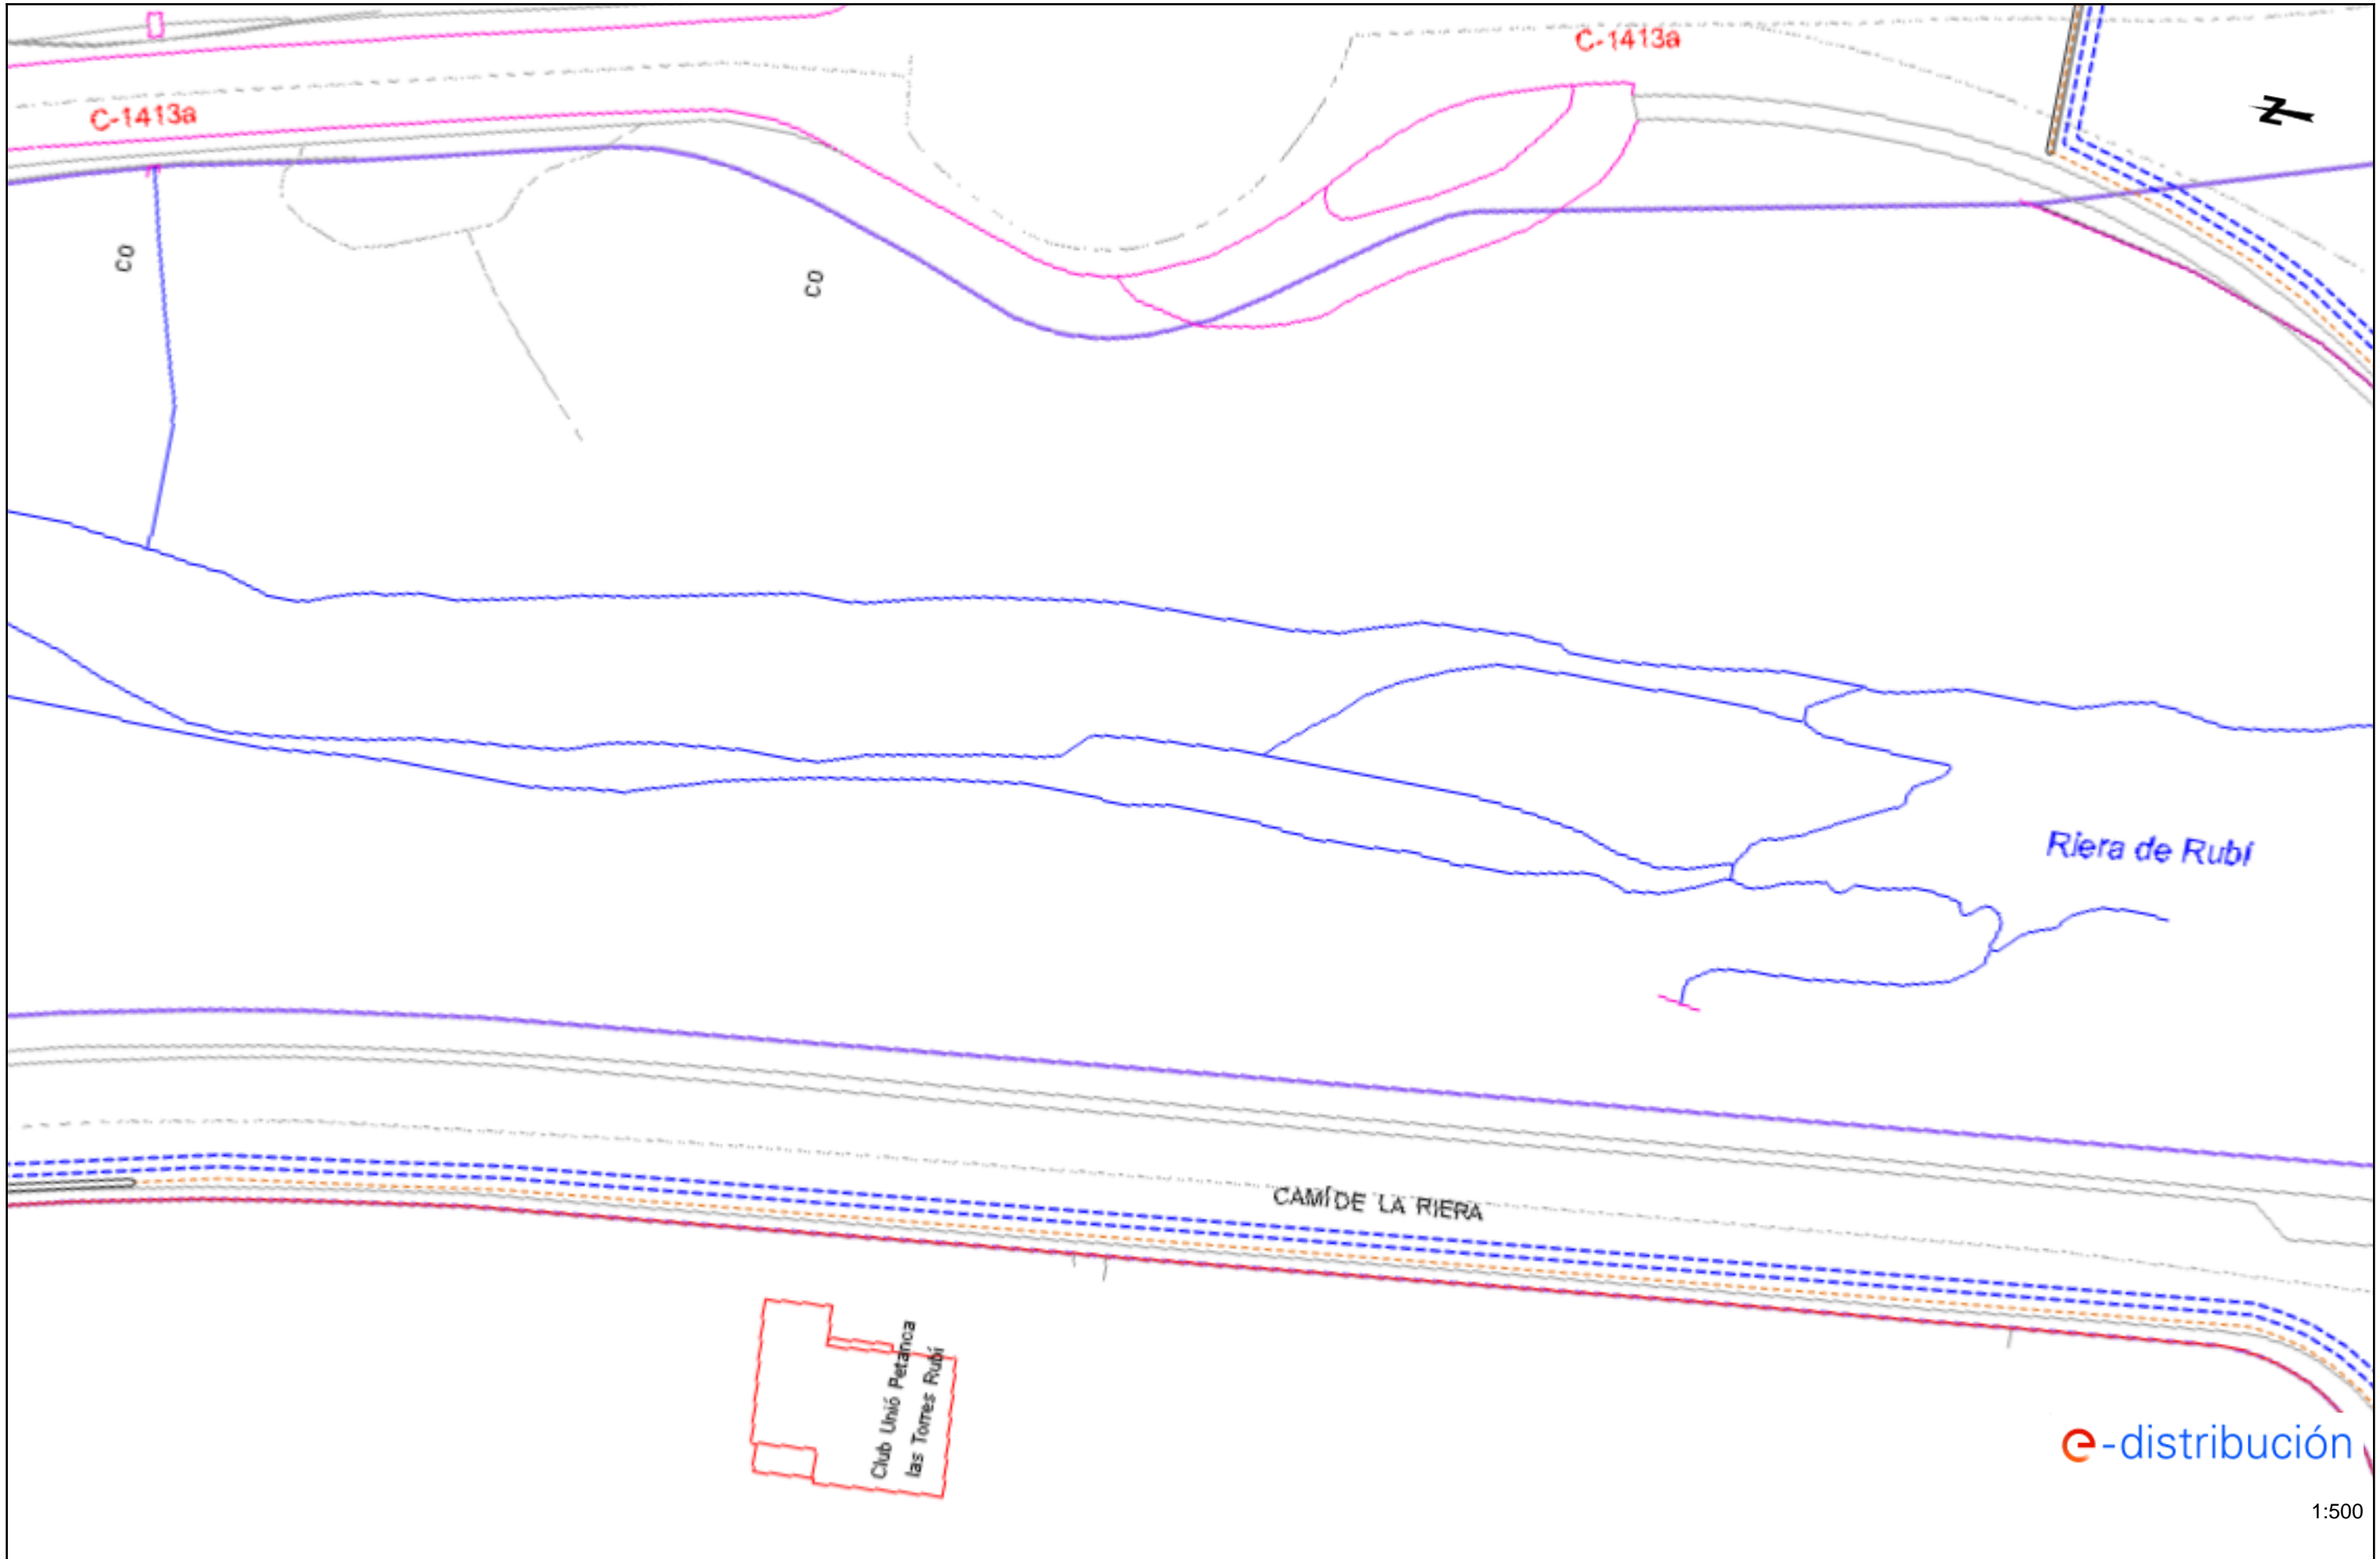 C-1413a
C-1413a
N
co
co
Riera de Rubí
CAMÍ DE LA RIERA
Club Unió Petanca
las Torres Rubí
e-distribución
1:500